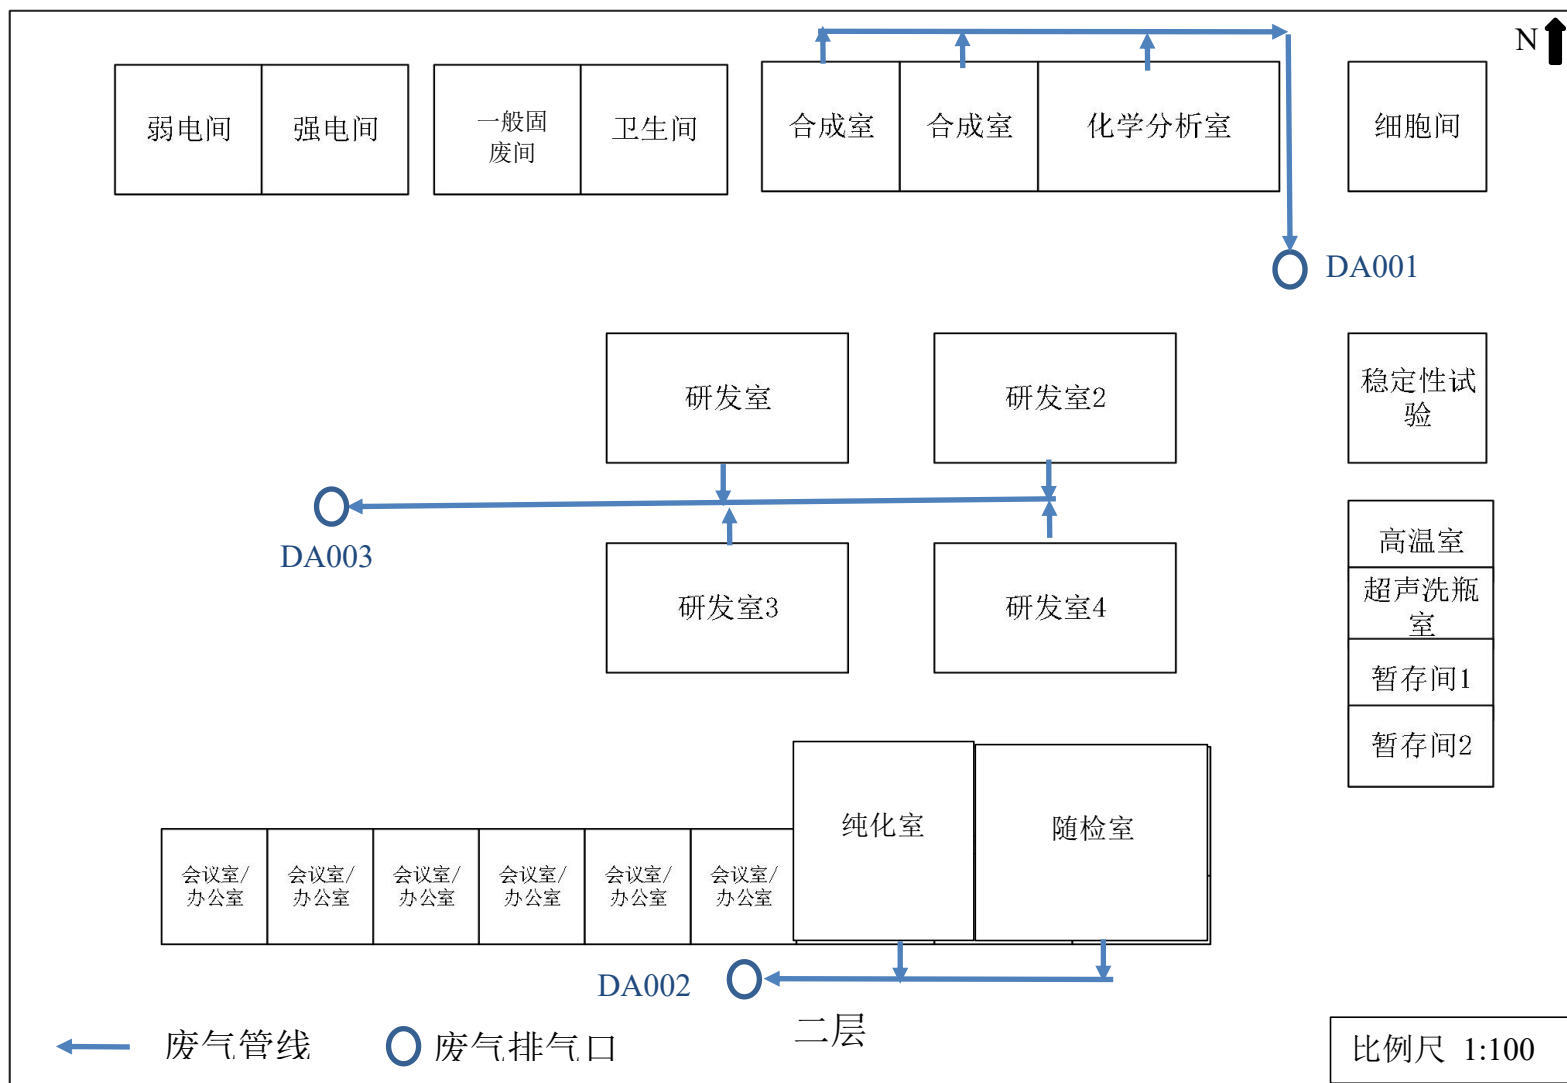 N
弱电间
强电间
一般固
废间
卫生间
合成室
合成室
化学分析室
细胞间
DA001
研发室
研发室2
稳定性试
验
DA003
研发室3
研发室4
高温室
超声洗瓶
室
暂存间1
暂存间2
纯化室
随检室
会议室/
办公室
会议室/
办公室
会议室/
办公室
会议室/
办公室
会议室/
办公室
会议室/
办公室
DA002
二层
废气管线
废气排气口
比例尺 1:100